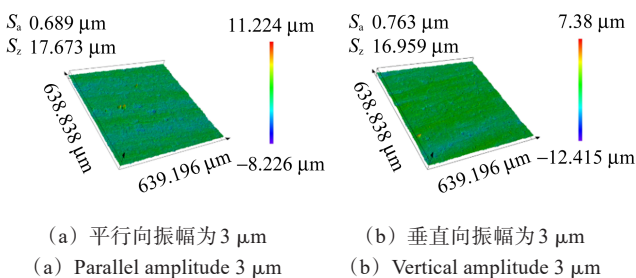 Sa 0.689 μm
Sz 17.673 μm
11.224 μm
−8.226 μm
638.838 μm
639.196 μm
Sa 0.763 μm
Sz 16.959 μm
7.38 μm
−12.415 μm
638.838 μm
639.196 μm
（a）平行向振幅为 3 μm
（b）垂直向振幅为 3 μm
（a）Parallel amplitude 3 μm
（b）Vertical amplitude 3 μm